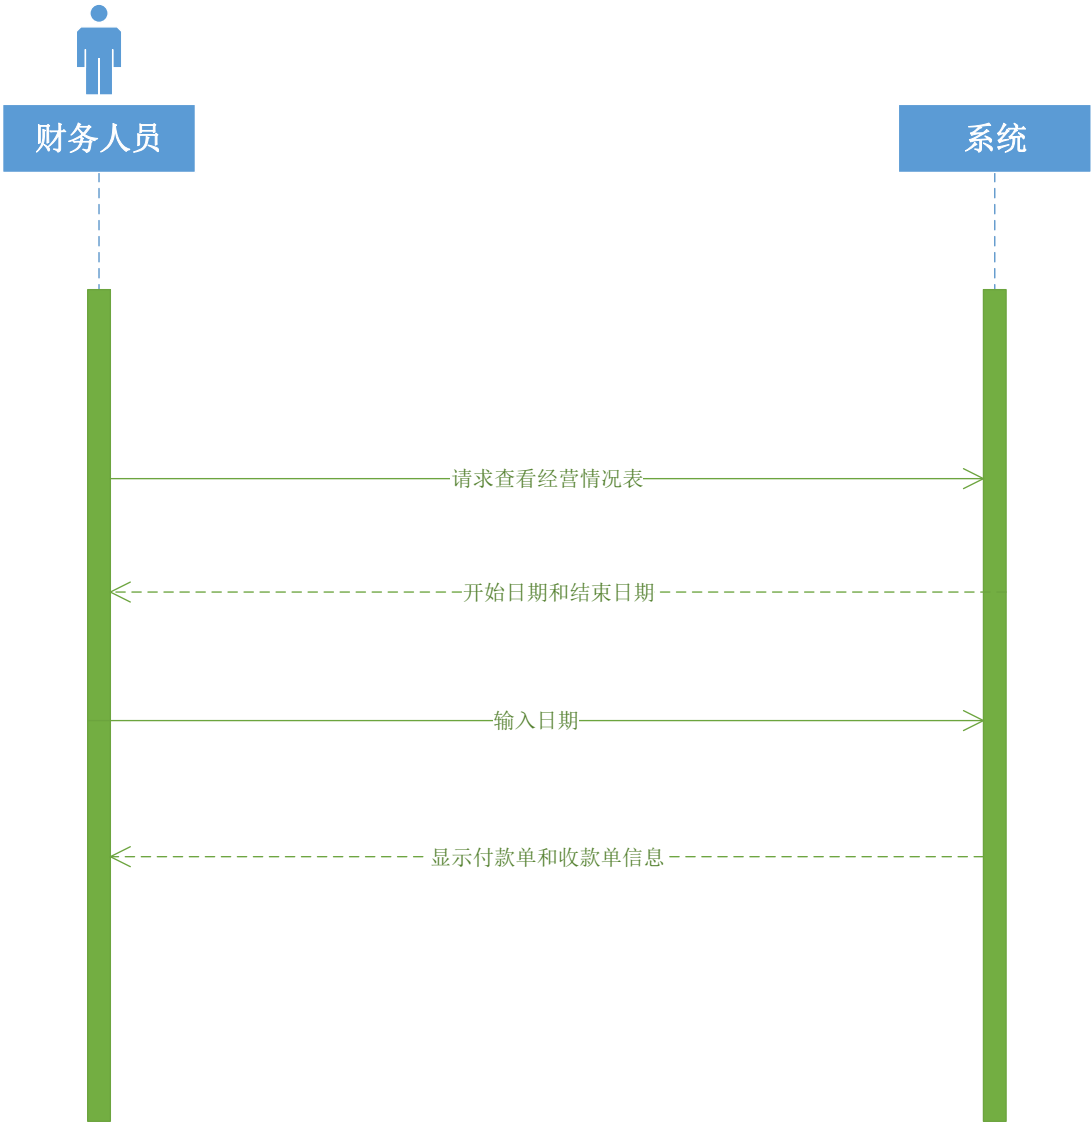 财务人员
系统
请求查看经营情况表
开始日期和结束日期
输入日期
显示付款单和收款单信息